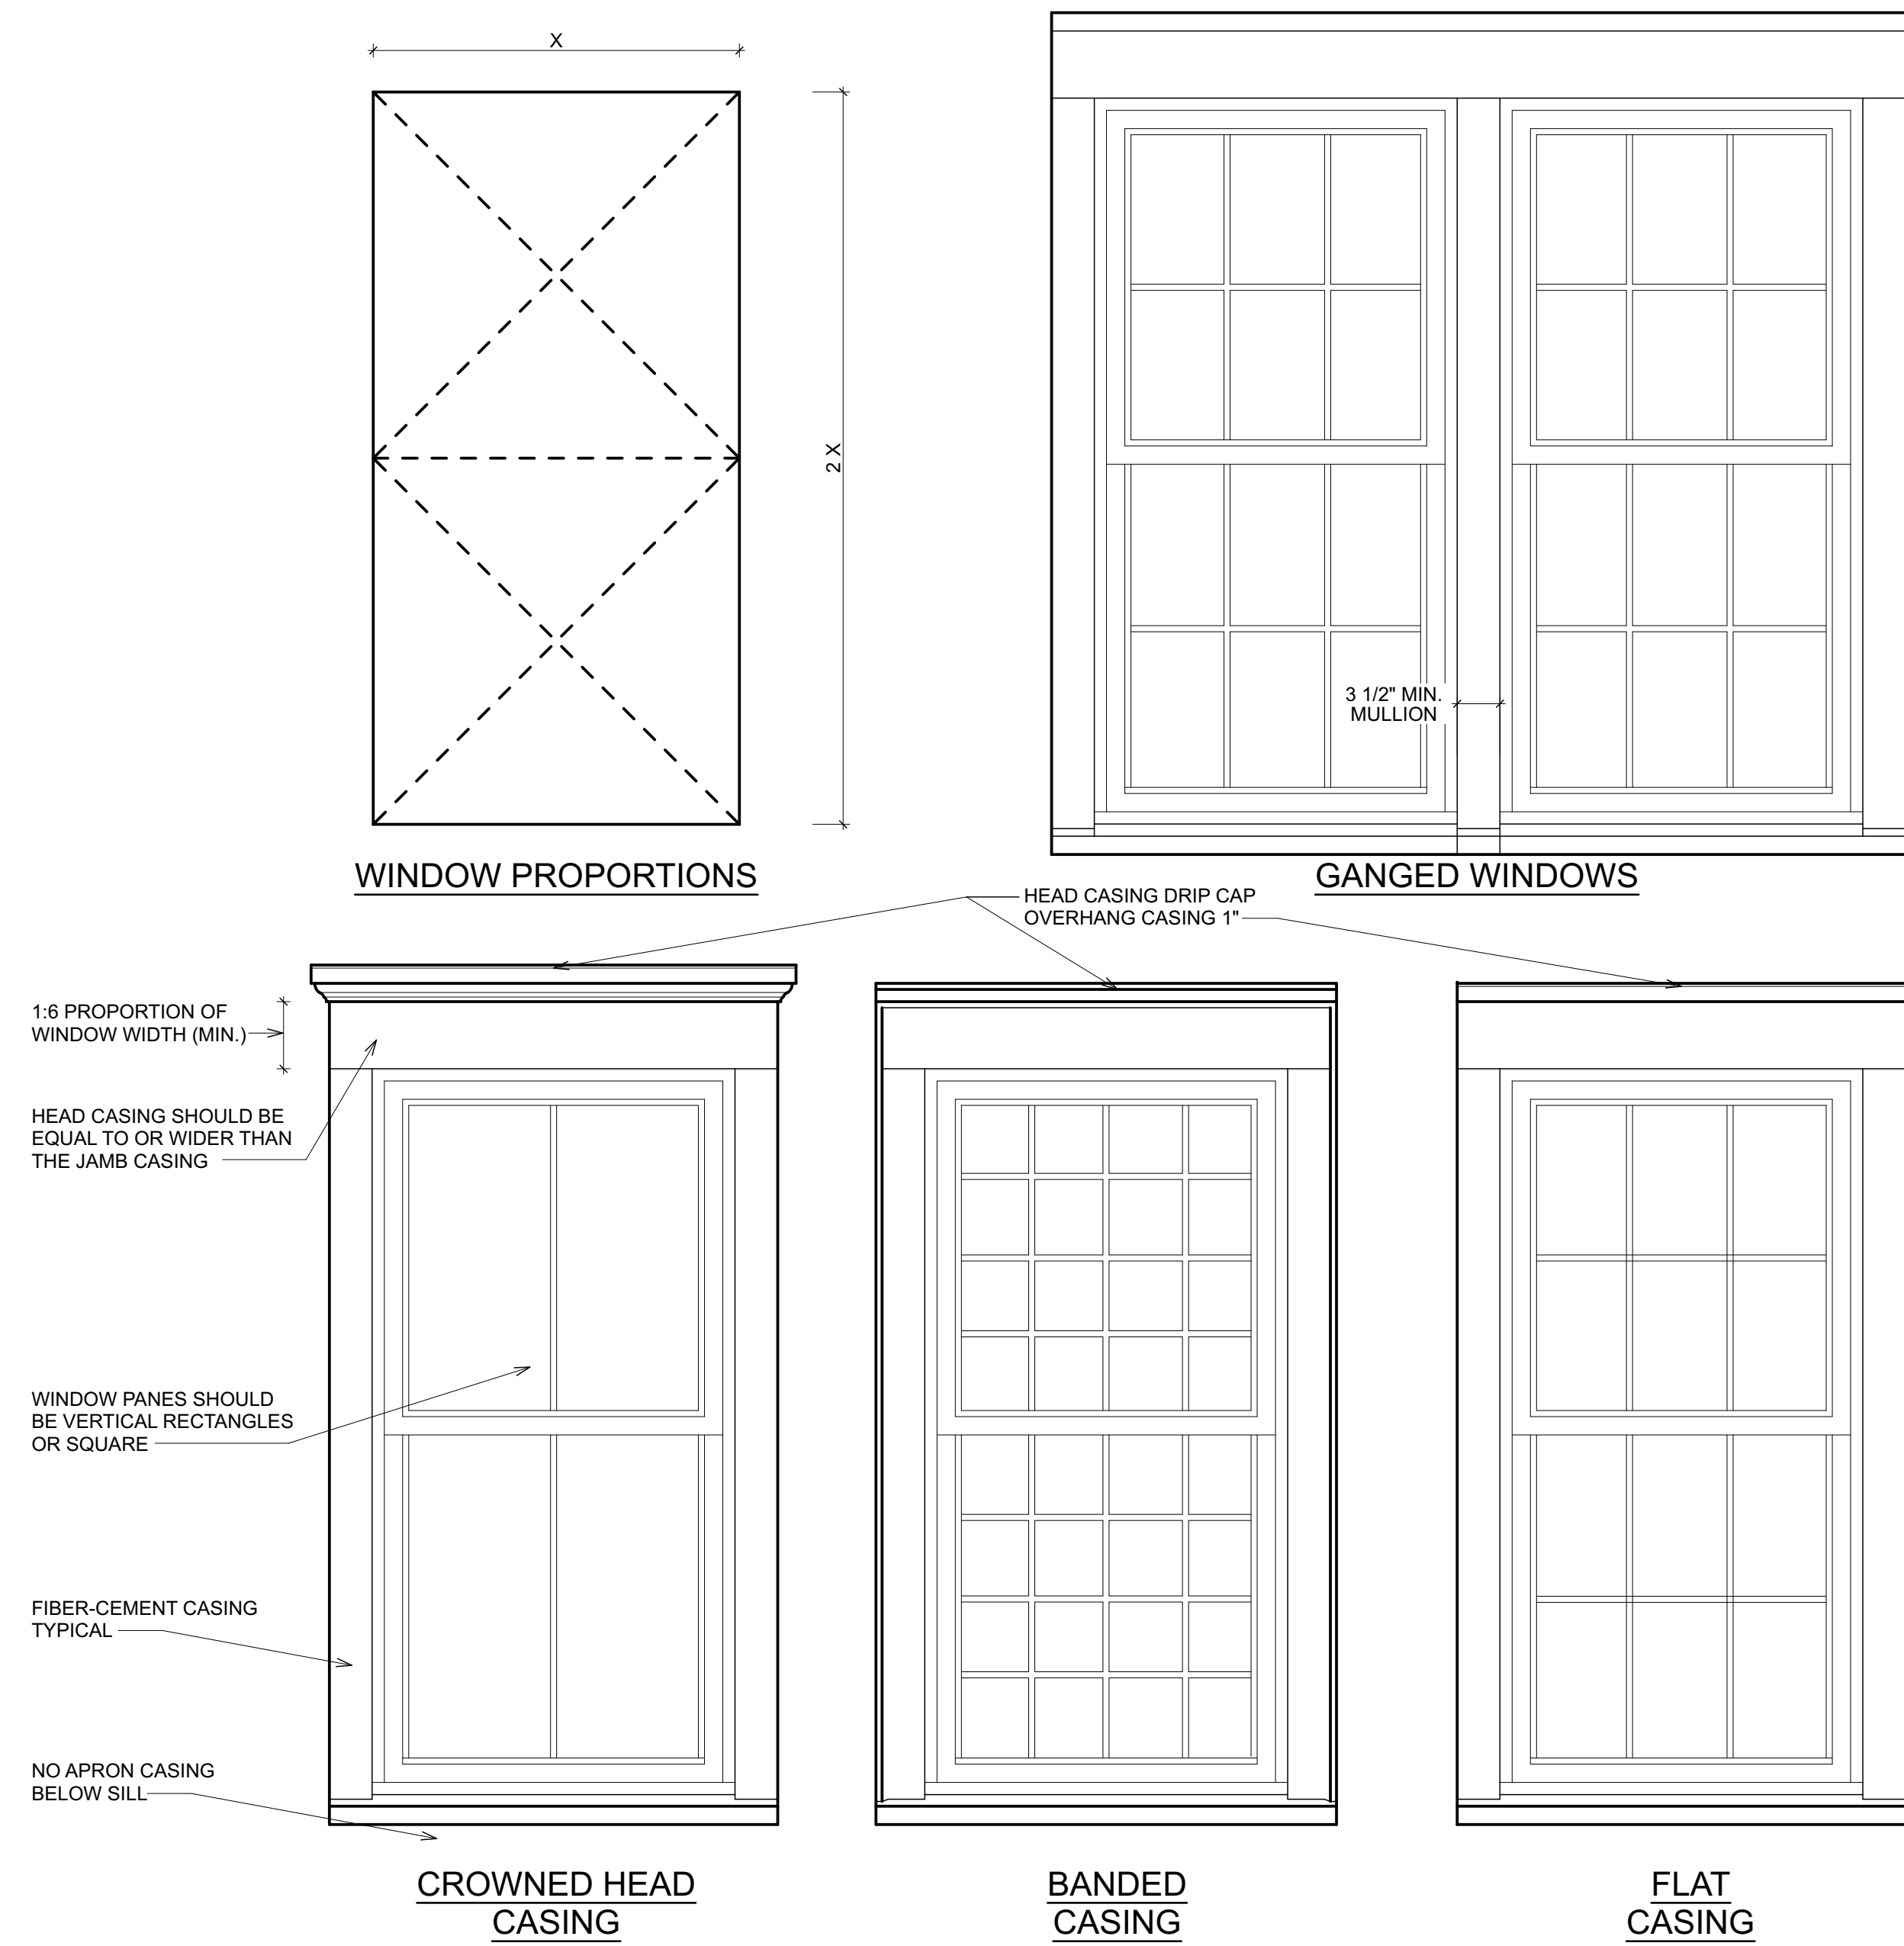 X
2 X
3 1/2" MIN.
MULLION
WINDOW PROPORTIONS
GANGED WINDOWS
HEAD CASING DRIP CAP
OVERHANG CASING 1"
1:6 PROPORTION OF
WINDOW WIDTH (MIN.)
HEAD CASING SHOULD BE
EQUAL TO OR WIDER THAN
THE JAMB CASING
WINDOW PANES SHOULD
BE VERTICAL RECTANGLES
OR SQUARE
FIBER-CEMENT CASING
TYPICAL
NO APRON CASING
BELOW SILL
CROWNED HEAD
CASING
BANDED
CASING
FLAT
CASING